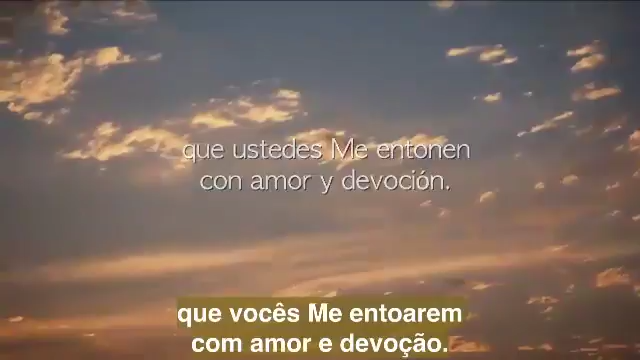 que ustedes Me entonen
con amor y devoción.
que vocês Me entoarem
com amor e devoção.